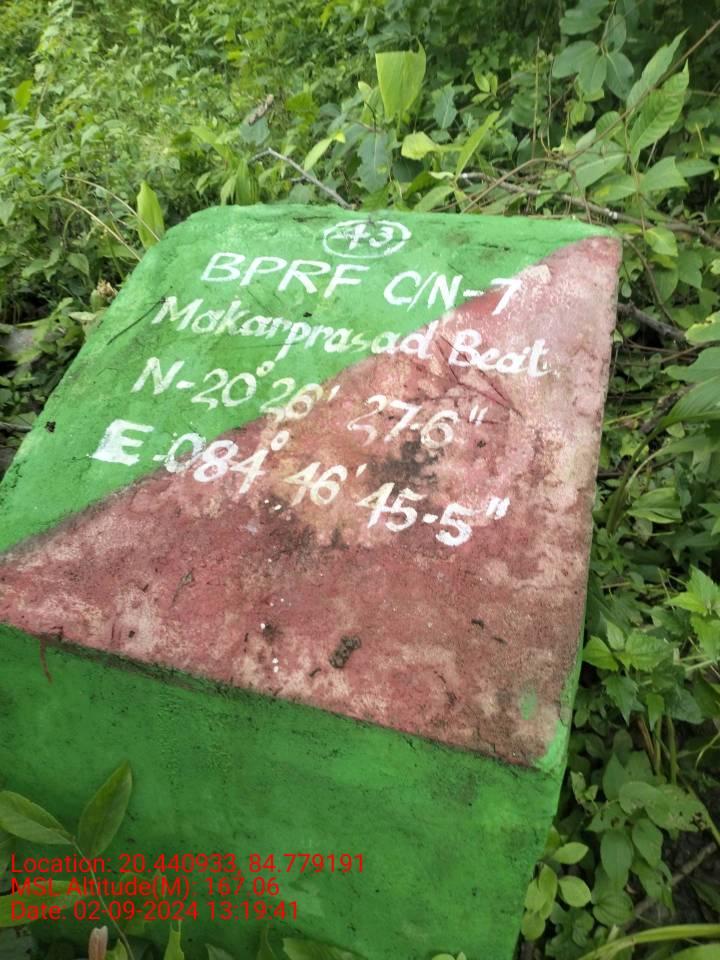 43
BPRF C/N-7
Makarprasad Beat
N-20° 26' 27.6"
E-084° 46' 45.5"
Location: 20.440933, 84.779191
MSL Altitude(M): 167.06
Date: 02-09-2024 13:19:41